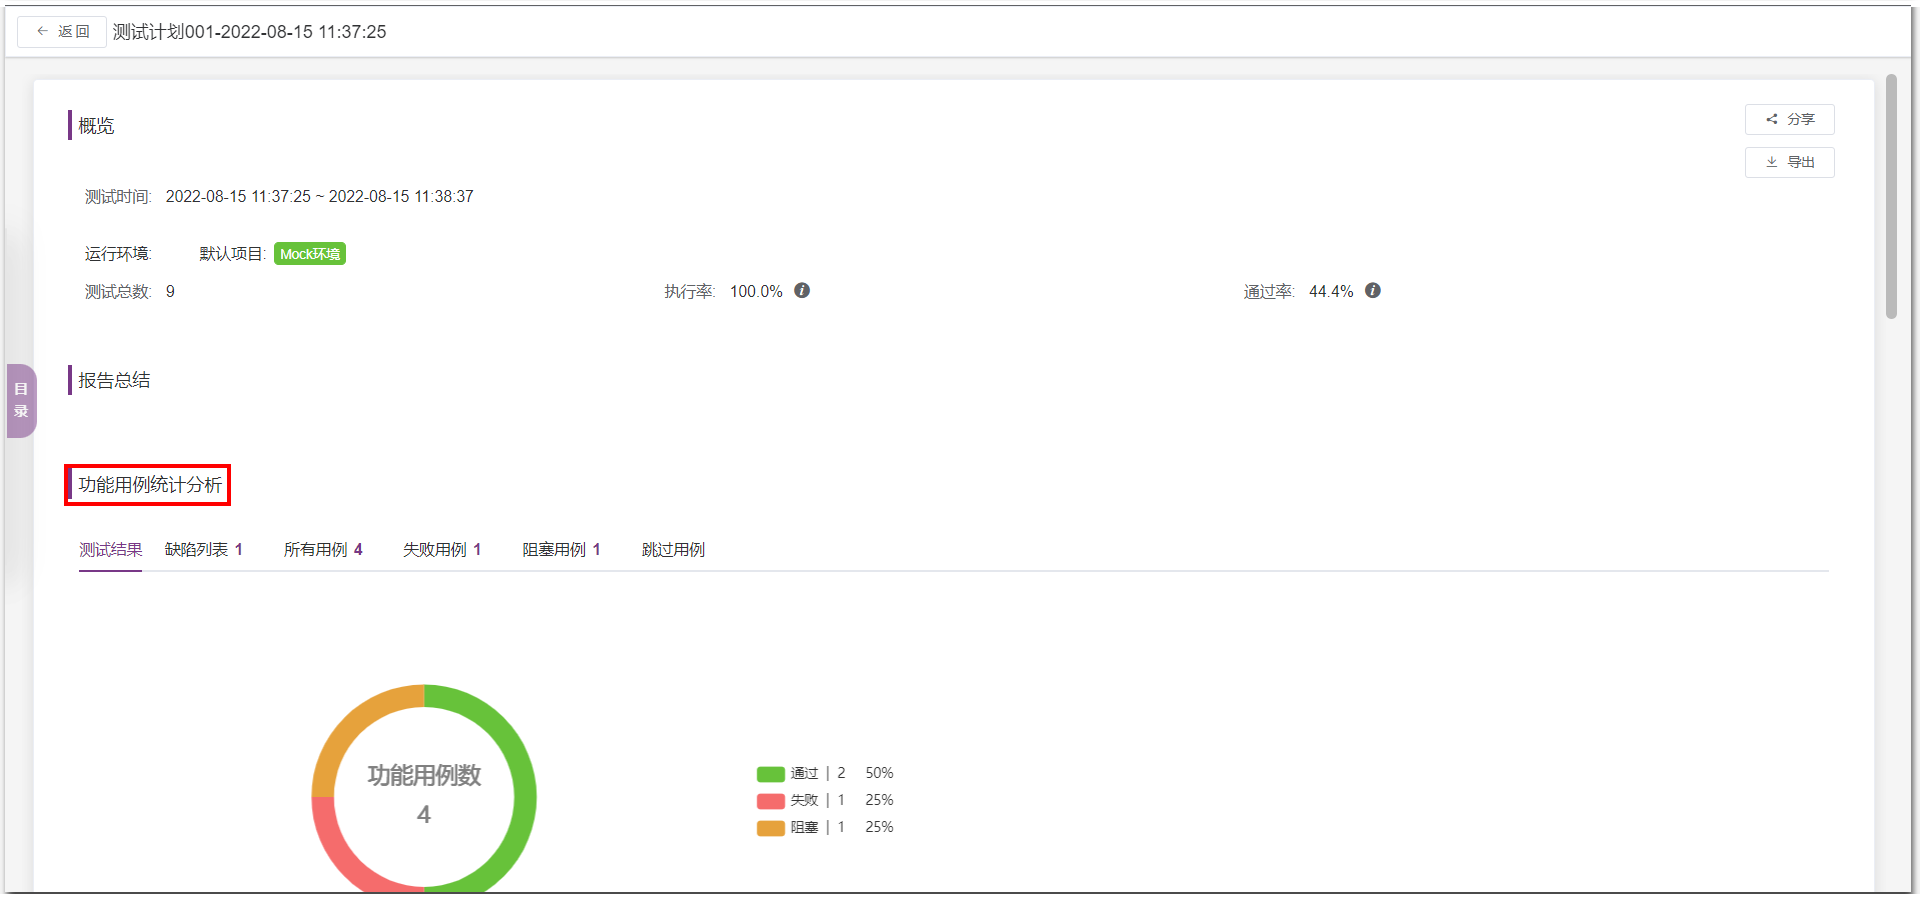 返回 测试计划001-2022-08-15 11:37:25
概览
分享
导出
测试时间: 2022-08-15 11:37:25 ~ 2022-08-15 11:38:37
运行环境: 默认项目: Mock环境
测试总数: 9 执行率: 100.0% 通过率: 44.4%
报告总结
目录
功能用例统计分析
测试结果 缺陷列表 1 所有用例 4 失败用例 1 阻塞用例 1 跳过用例
功能用例数
4
通过 | 2 50%
失败 | 1 25%
阻塞 | 1 25%